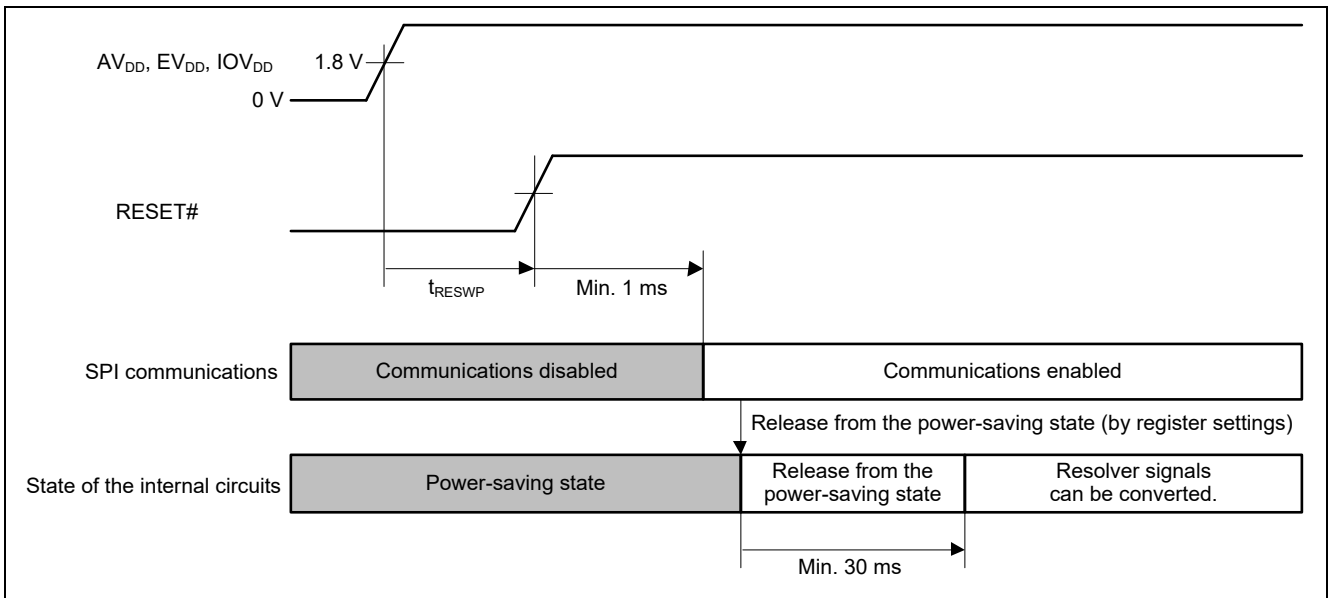 AVDD, EVDD, IOVDD 1.8 V
0 V
RESET#
tRESWP
Min. 1 ms
SPI communications
Communications disabled
Communications enabled
Release from the power-saving state (by register settings)
State of the internal circuits
Power-saving state
Release from the
power-saving state
Resolver signals
can be converted.
Min. 30 ms